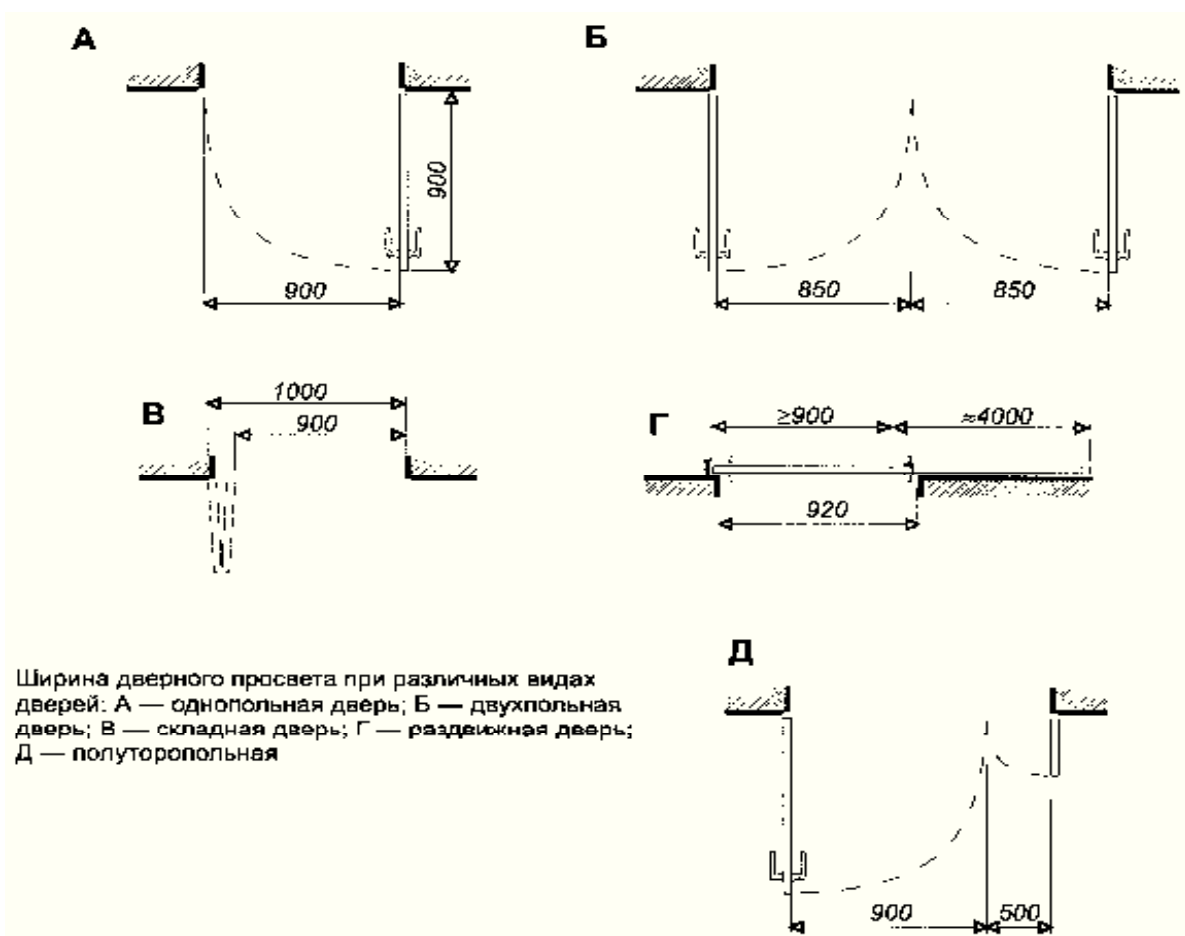 А
Б
900
900
850
850
В
1000
900
Г
≥900
≈4000
920
Ширина дверного просвета при различных видах
дверей: А — однопольная дверь; Б — двухпольная
дверь; В — складная дверь; Г — раздвижная дверь;
Д — полуторопольная
Д
900
500